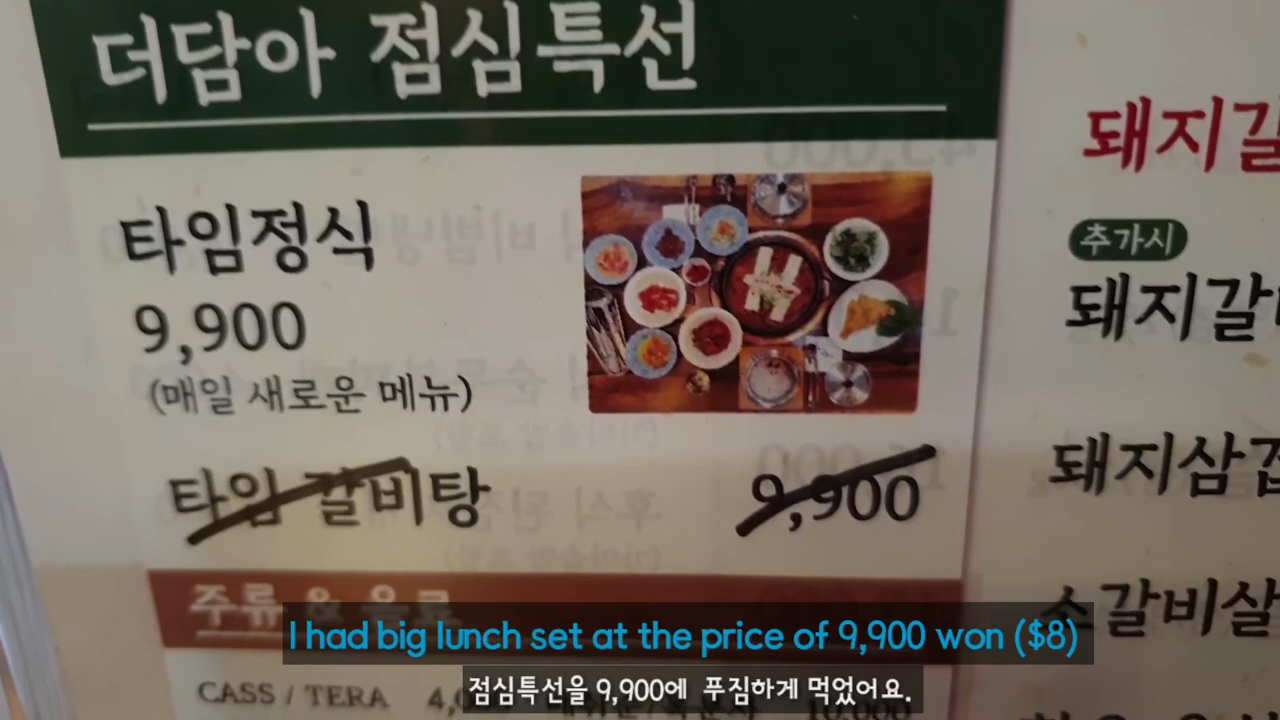 더담아 점심특선
타임정식
9,900
(매일 새로운 메뉴)
타임 갈비탕 9,900
주류 &
CASS / TERA
10,000
돼지
추가시
돼지갈
돼지삼겹
소갈비살
I had big lunch set at the price of 9,900 won ($8)
점심특선을 9,900에 푸짐하게 먹었어요.